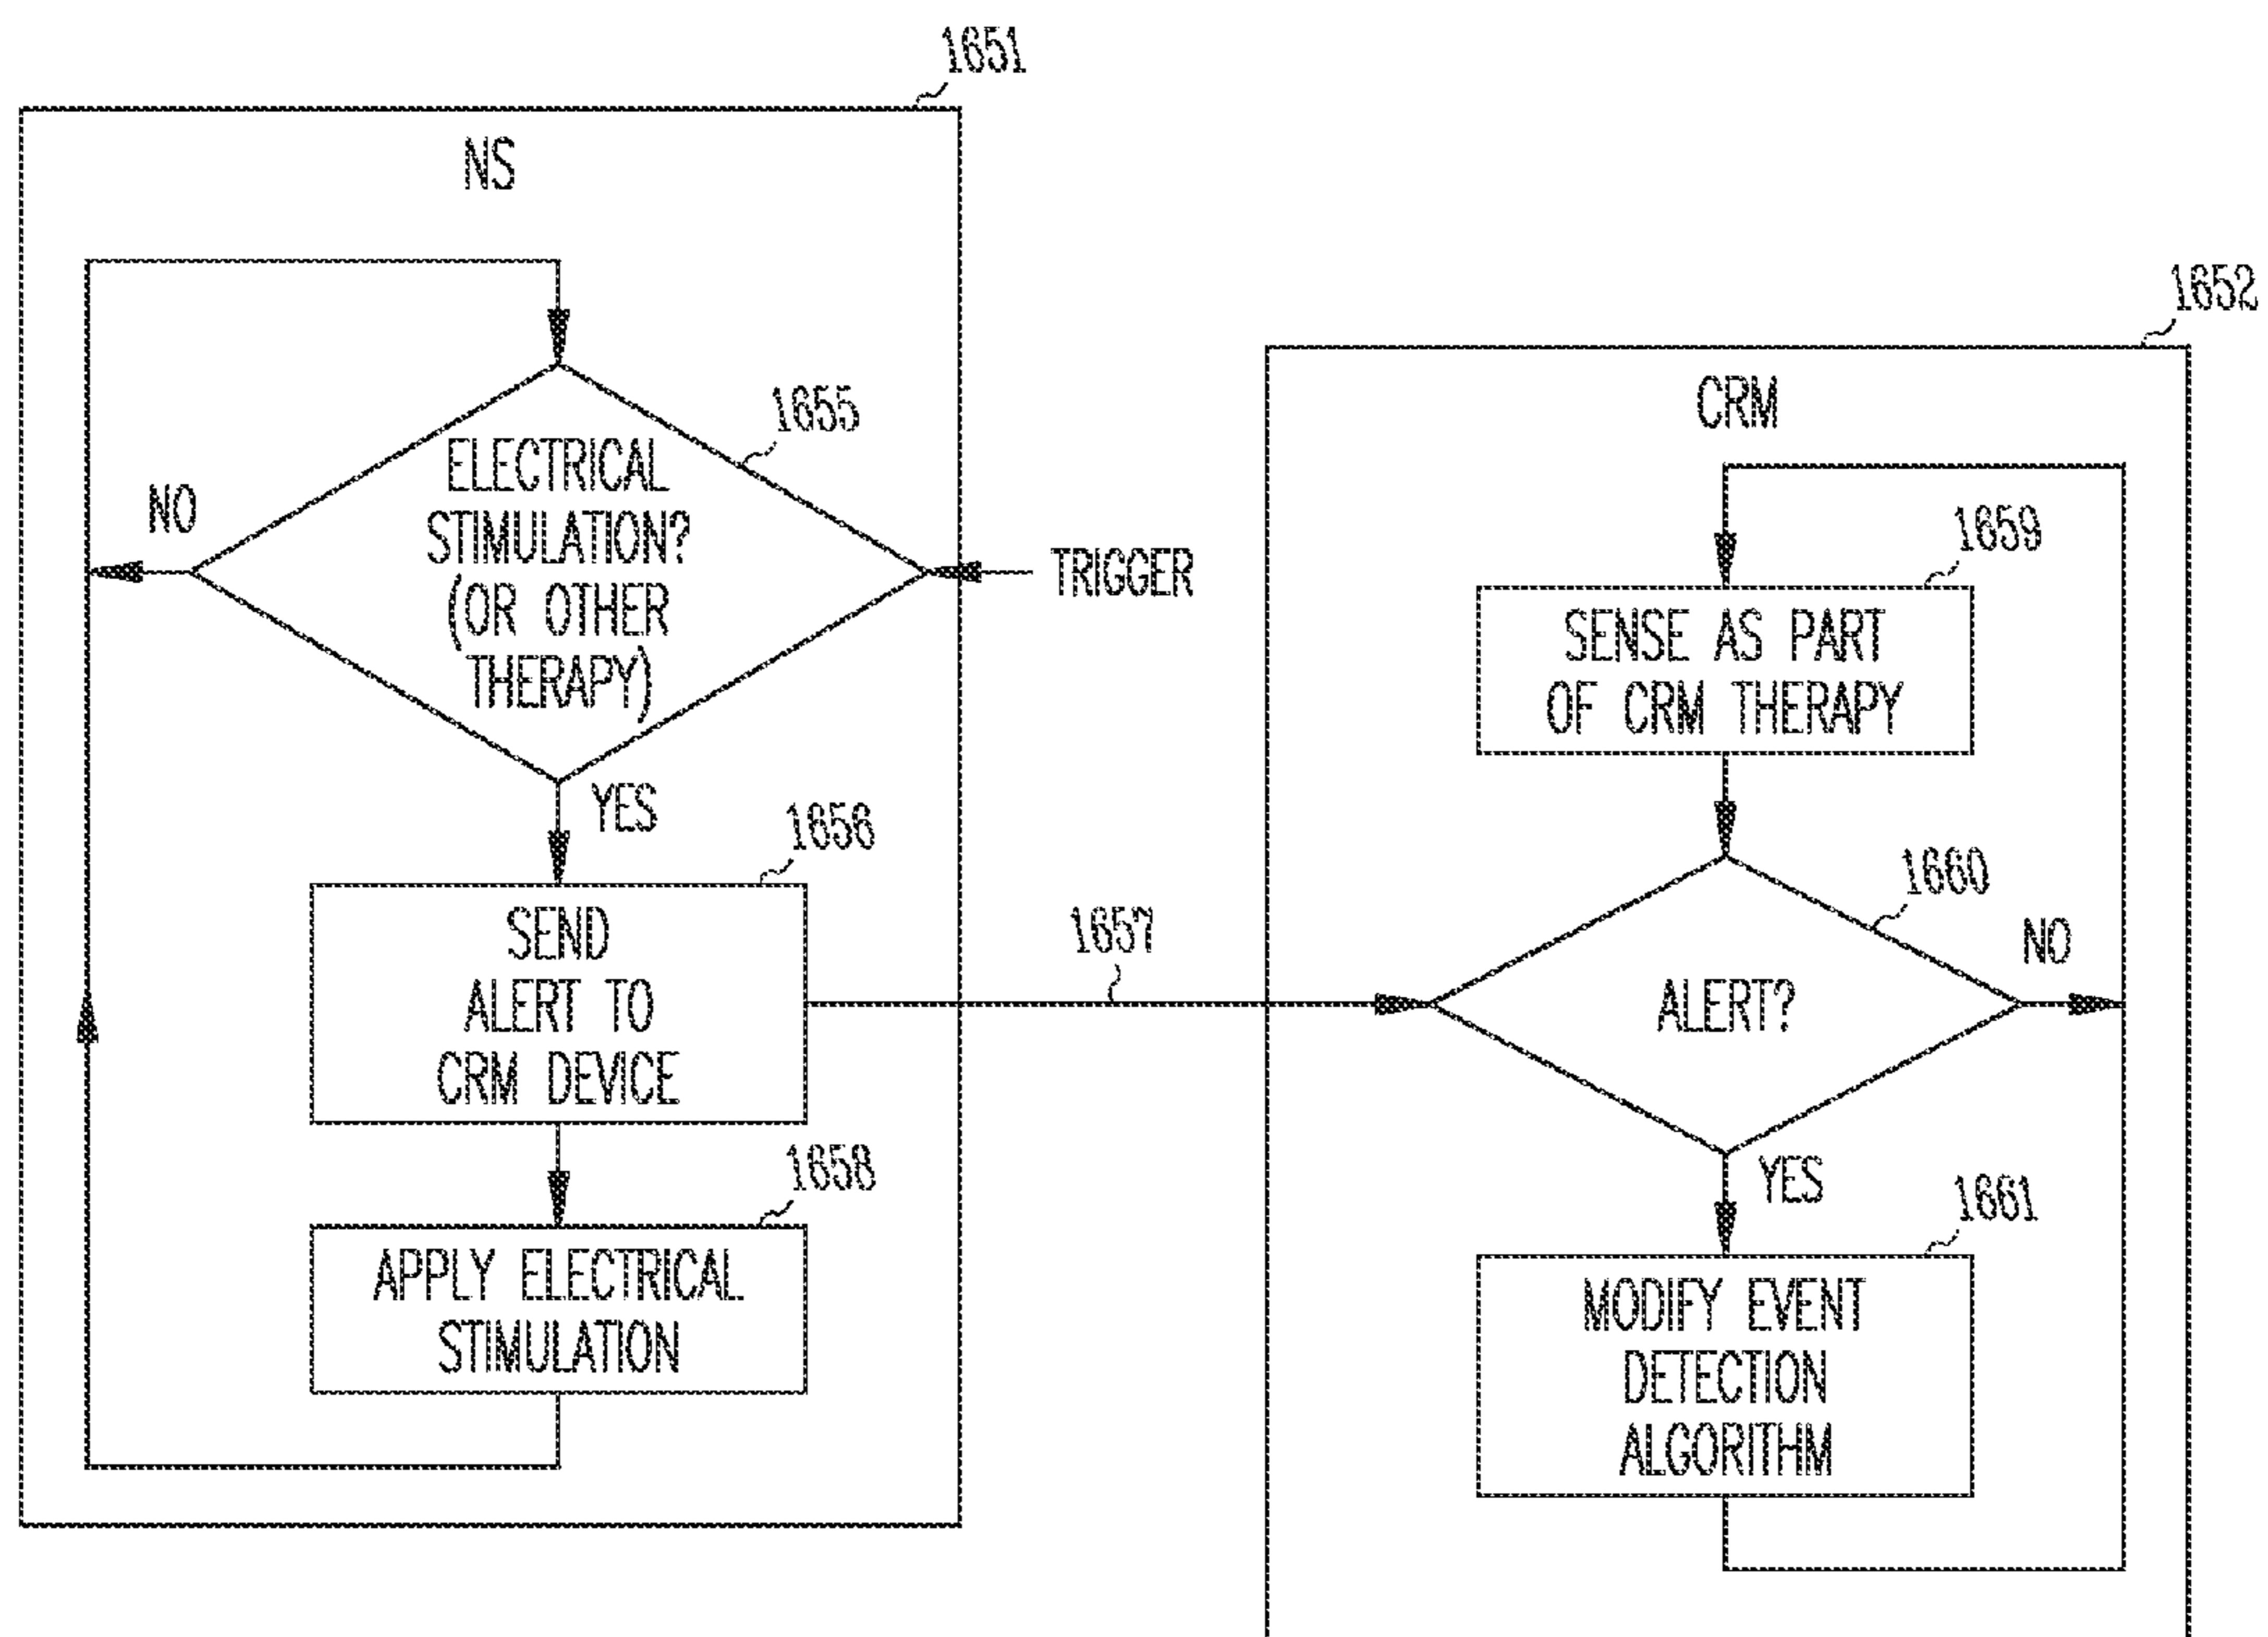 1651
NS
1655
ELECTRICAL
STIMULATION?
(OR OTHER
THERAPY)
NO
TRIGGER
YES
1656
SEND
ALERT TO
CRM DEVICE
1657
1658
APPLY ELECTRICAL
STIMULATION
1652
CRM
1659
SENSE AS PART
OF CRM THERAPY
1660
ALERT?
NO
YES
1661
MODIFY EVENT
DETECTION
ALGORITHM